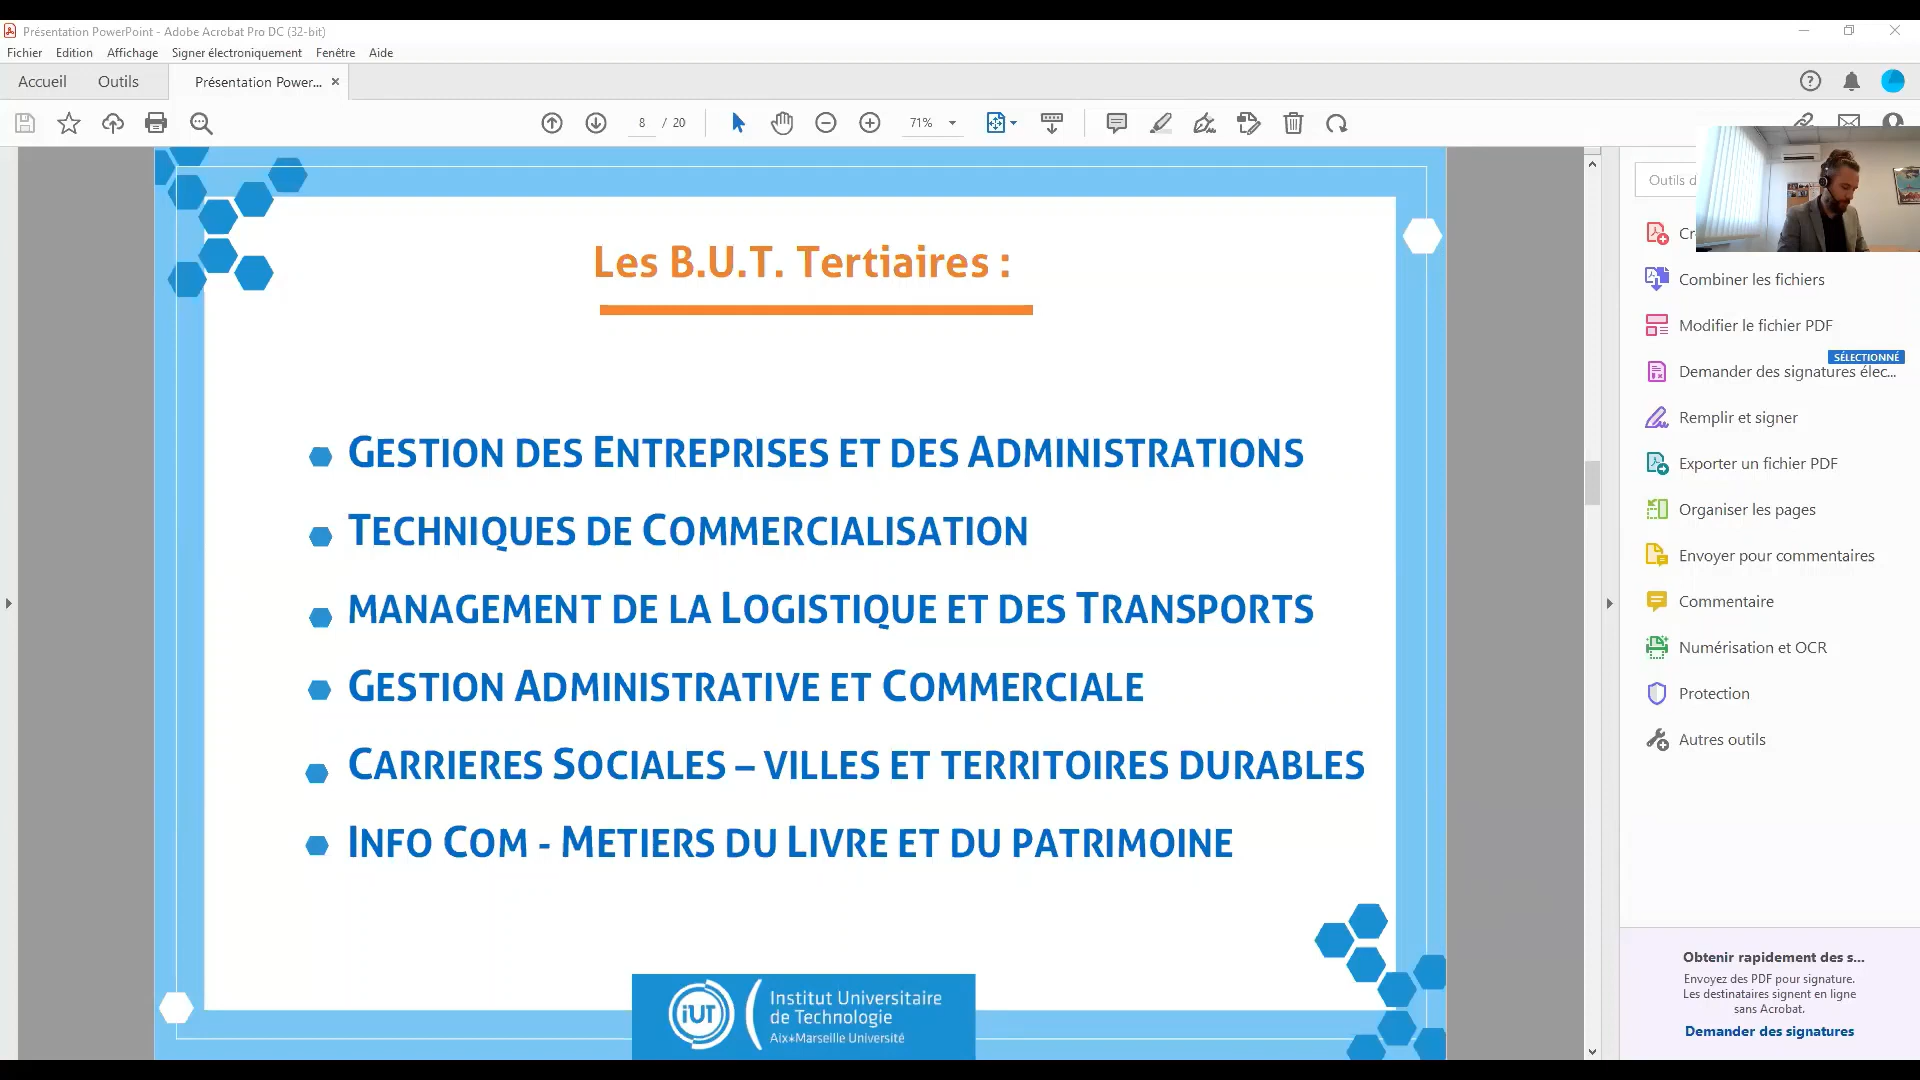 Présentation PowerPoint - Adobe Acrobat Pro DC (32-bit)
Fichier Edition Affichage Signer électroniquement Fenêtre Aide
Accueil Outils Présentation Power... ×
8 / 20 71%
Outils d
Cr
Combiner les fichiers
Modifier le fichier PDF
SÉLECTIONNÉ
Demander des signatures élec...
Remplir et signer
Exporter un fichier PDF
Organiser les pages
Envoyer pour commentaires
Commentaire
Numérisation et OCR
Protection
Autres outils
Obtenir rapidement des s...
Envoyez des PDF pour signature.
Les destinataires signent en ligne
sans Acrobat.
Demander des signatures
Les B.U.T. Tertiaires :
GESTION DES ENTREPRISES ET DES ADMINISTRATIONS
TECHNIQUES DE COMMERCIALISATION
MANAGEMENT DE LA LOGISTIQUE ET DES TRANSPORTS
GESTION ADMINISTRATIVE ET COMMERCIALE
CARRIERES SOCIALES – VILLES ET TERRITOIRES DURABLES
INFO COM - METIERS DU LIVRE ET DU PATRIMOINE
iUT
Institut Universitaire
de Technologie
Aix*Marseille Université